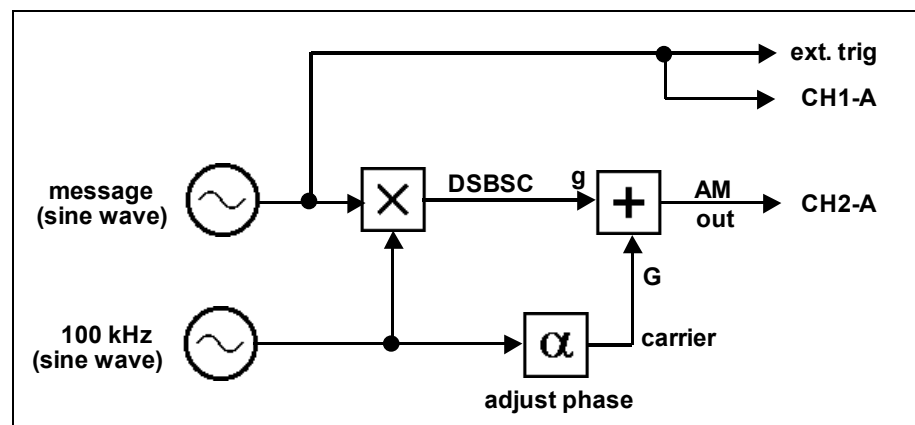 ext. trig
CH1-A
message
(sine wave)
×
DSBSC
g
+
AM
out
CH2-A
G
100 kHz
(sine wave)
α
carrier
adjust phase